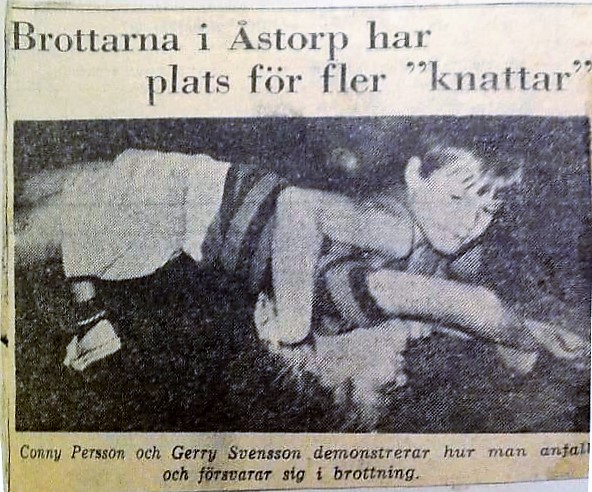 Brottarna i Åstorp har
plats för fler ”knattar”
Conny Persson och Gerry Svensson demonstrerar hur man anfall
och försvarar sig i brottning.